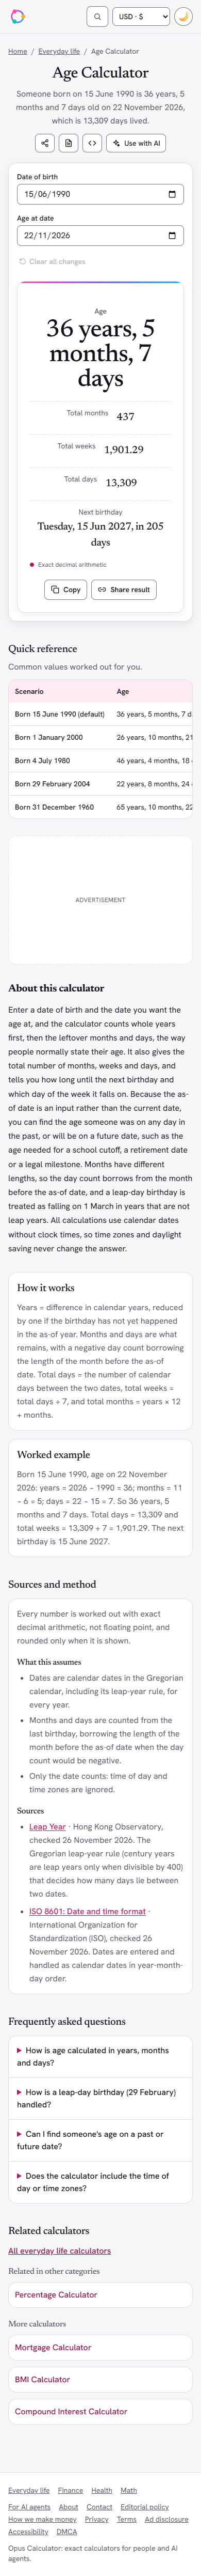 USD - $
Home / Everyday life / Age Calculator
Age Calculator
Someone born on 15 June 1990 is 36 years, 5
months and 7 days old on 22 November 2026,
which is 13,309 days lived.
Use with AI
Date of birth
15/06/1990
Age at date
22/11/2026
Clear all changes
Age
36 years, 5
months, 7
days
Total months 437
Total weeks 1,901.29
Total days 13,309
Next birthday
Tuesday, 15 Jun 2027, in 205
days
Exact decimal arithmetic
Copy
Share result
Quick reference
Common values worked out for you.
Scenario Age
Born 15 June 1990 (default) 36 years, 5 months, 7 d
Born 1 January 2000 26 years, 10 months, 21
Born 4 July 1980 46 years, 4 months, 18
Born 29 February 2004 22 years, 8 months, 24
Born 31 December 1960 65 years, 10 months, 22
ADVERTISEMENT
About this calculator
Enter a date of birth and the date you want the
age at, and the calculator counts whole years
first, then the leftover months and days, the way
people normally state their age. It also gives the
total number of months, weeks and days, and
tells you how long until the next birthday and
which day of the week it falls on. Because the as-
of date is an input rather than the current date,
you can find the age someone was on any day in
the past, or will be on a future date, such as the
age needed for a school cutoff, a retirement date
or a legal milestone. Months have different
lengths, so the day count borrows from the month
before the as-of date, and a leap-day birthday is
treated as falling on 1 March in years that are not
leap years. All calculations use calendar dates
without clock times, so time zones and daylight
saving never change the answer.
How it works
Years = difference in calendar years, reduced
by one if the birthday has not yet happened
in the as-of year. Months and days are what
remains, with a negative day count borrowing
the length of the month before the as-of
date. Total days = the number of calendar
days between the two dates, total weeks =
total days ÷ 7, and total months = years × 12
+ months.
Worked example
Born 15 June 1990, age on 22 November
2026: years = 2026 − 1990 = 36; months = 11
− 6 = 5; days = 22 − 15 = 7. So 36 years, 5
months and 7 days. Total days = 13,309 and
total weeks = 13,309 ÷ 7 = 1,901.29. The next
birthday is 15 June 2027.
Sources and method
Every number is worked out with exact
decimal arithmetic, not floating point, and
rounded only when it is shown.
What this assumes
• Dates are calendar dates in the Gregorian
calendar, including its leap-year rule, for
every year.
• Months and days are counted from the
last birthday, borrowing the length of the
month before the as-of date when the day
count would be negative.
• Only the date counts: time of day and
time zones are ignored.
Sources
• Leap Year · Hong Kong Observatory,
checked 26 November 2026. The
Gregorian leap-year rule (century years
are leap only when divisible by 400) that
decides how many days lie between
two dates.
• ISO 8601: Date and time format ·
International Organization for
Standardization (ISO), checked 26
November 2026. Dates are entered and
handled as calendar dates in year-month-
day order.
Frequently asked questions
How is age calculated in years, months
and days?
How is a leap-day birthday (29 February)
handled?
Can I find someone's age on a past or
future date?
Does the calculator include the time of
day or time zones?
Related calculators
All everyday life calculators
Related in other categories
Percentage Calculator
More calculators
Mortgage Calculator
BMI Calculator
Compound Interest Calculator
Everyday life Finance Health Math
For AI agents About Contact Editorial policy
How we make money Privacy Terms Ad disclosure
Accessibility DMCA
Opus Calculator: exact calculators for people and AI
agents.